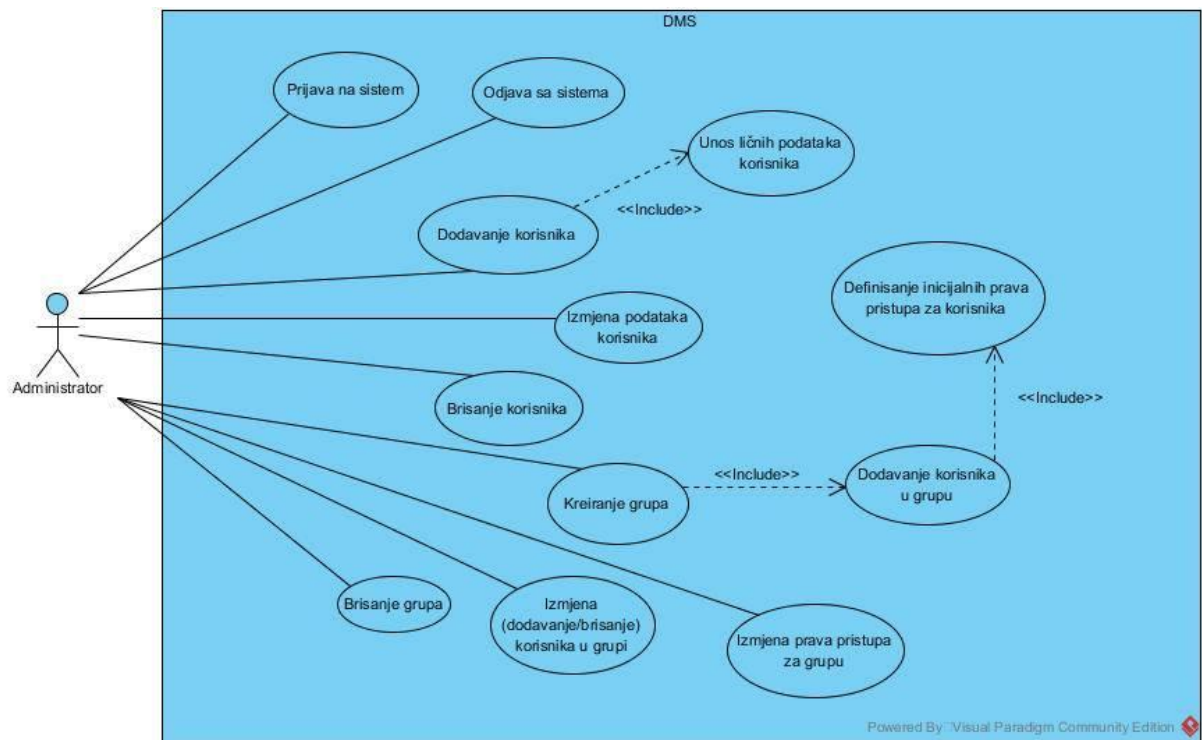 DMS
Prijava na sistem
Odjava sa sistema
Unos ličnih podataka
korisnika
<<Include>>
Dodavanje korisnika
Definisanje inicijalnih prava
pristupa za korisnika
Izmjena podataka
korisnika
Administrator
Brisanje korisnika
<<Include>>
<<Include>>
Dodavanje korisnika
u grupu
Kreiranje grupa
Brisanje grupa
Izmjena
(dodavanje/brisanje)
korisnika u grupi
Izmjena prava pristupa
za grupu
Powered By Visual Paradigm Community Edition